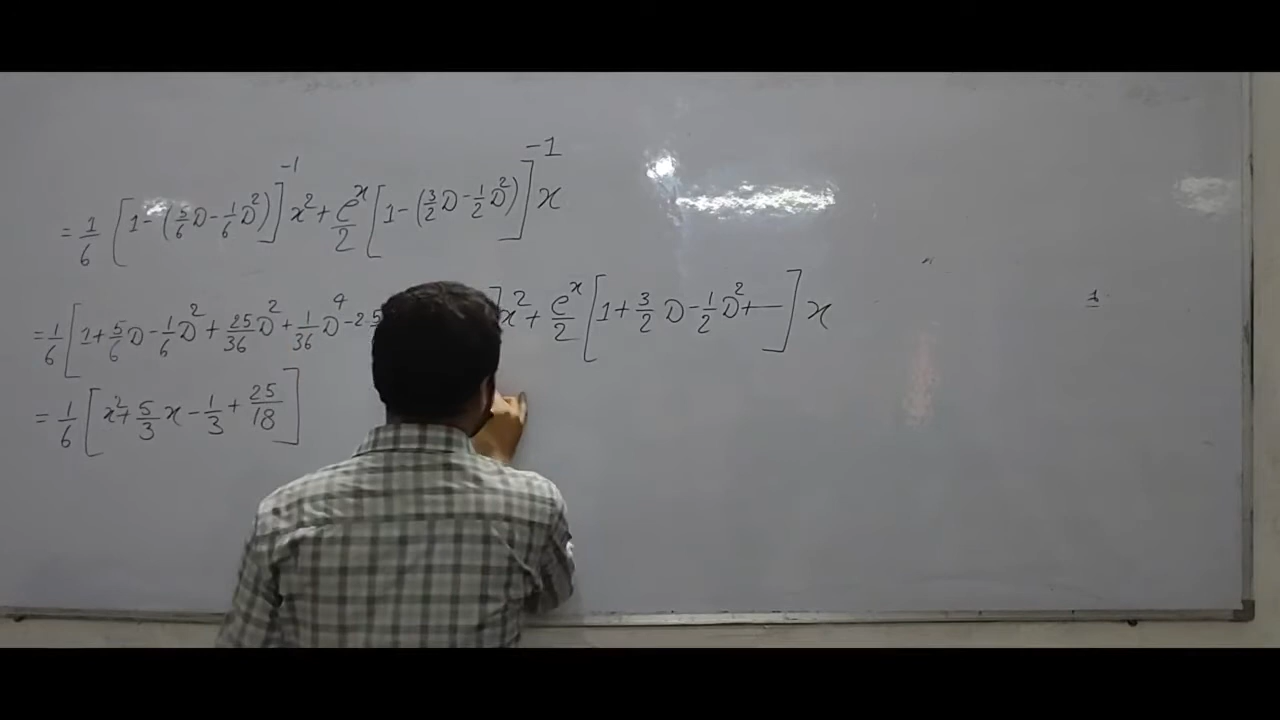 = 1/6 [1-(5/6 D - 1/6 D²)]⁻¹ x² + eˣ/2 [1-(3/2 D - 1/2 D²)]⁻¹ x
= 1/6 [1+5/6 D - 1/6 D² + 25/36 D² + 1/36 D⁴ - 2.5 ] x² + eˣ/2 [1+3/2 D - 1/2 D² + — ] x
= 1/6 [x² + 5/3 x - 1/3 + 25/18]